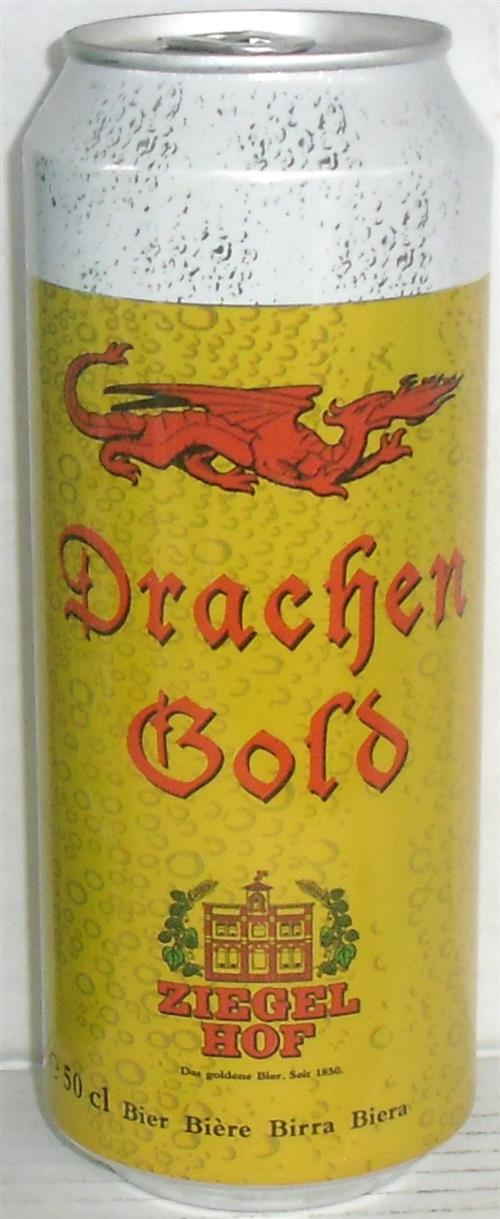 Drachen
Gold
ZIEGEL
HOF
Das goldene Bier. Seit 1850.
℮ 50 cl Bier Bière Birra Biera